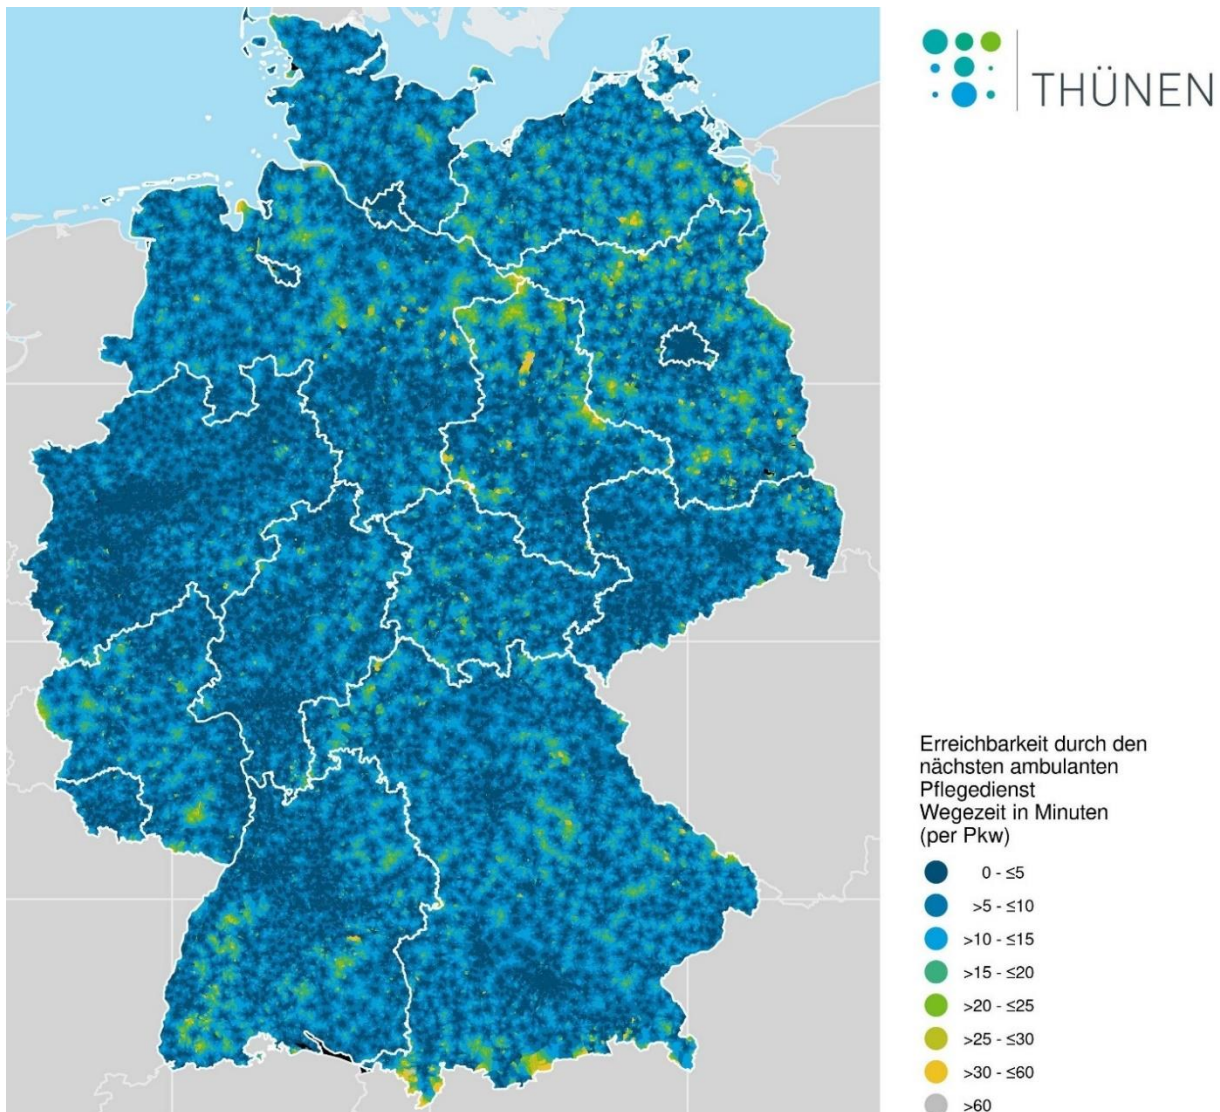 THÜNEN
Erreichbarkeit durch den
nächsten ambulanten
Pflegedienst
Wegezeit in Minuten
(per Pkw)
0 - ≤5
>5 - ≤10
>10 - ≤15
>15 - ≤20
>20 - ≤25
>25 - ≤30
>30 - ≤60
>60